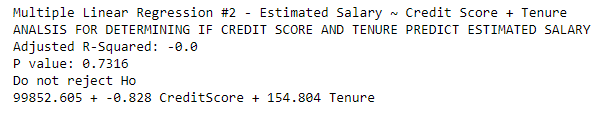 Multiple Linear Regression #2 - Estimated Salary ~ Credit Score + Tenure
ANALSIS FOR DETERMINING IF CREDIT SCORE AND TENURE PREDICT ESTIMATED SALARY
Adjusted R-Squared: -0.0
P value: 0.7316
Do not reject Ho
99852.605 + -0.828 CreditScore + 154.804 Tenure